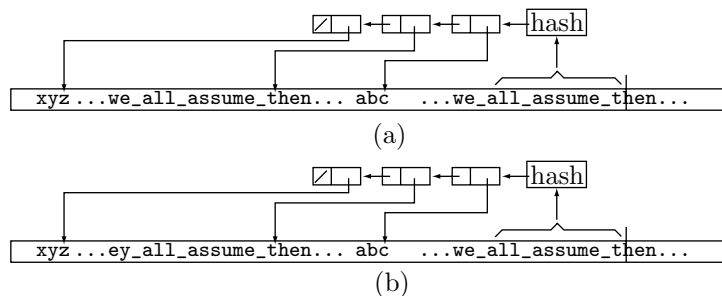 hash
xyz ...we_all_assume_then... abc ...we_all_assume_then...
(a)
hash
xyz ...ey_all_assume_then... abc ...we_all_assume_then...
(b)